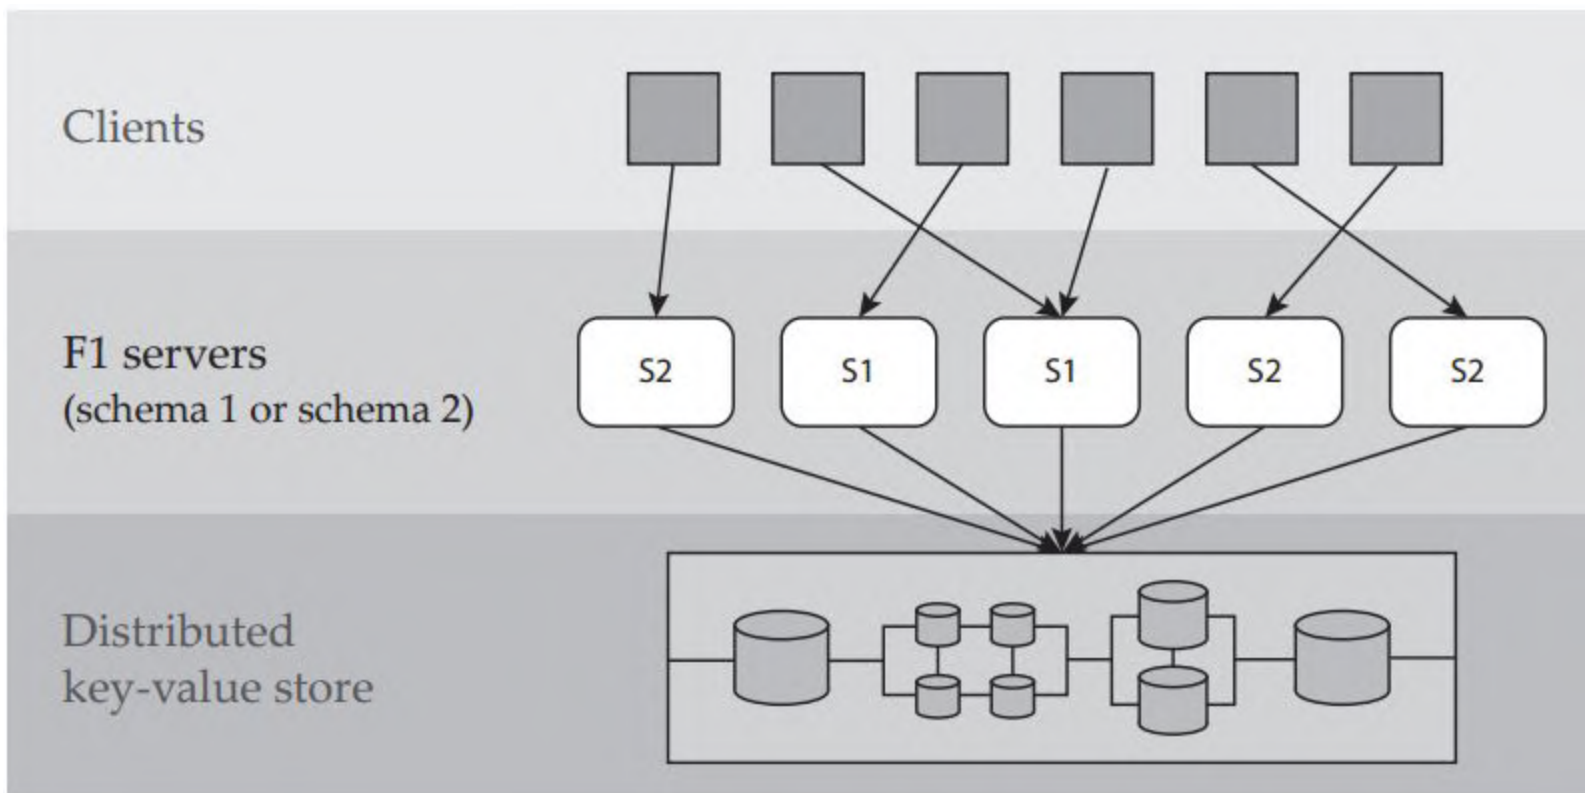 Clients
F1 servers
(schema 1 or schema 2)
S2
S1
S1
S2
S2
Distributed
key-value store